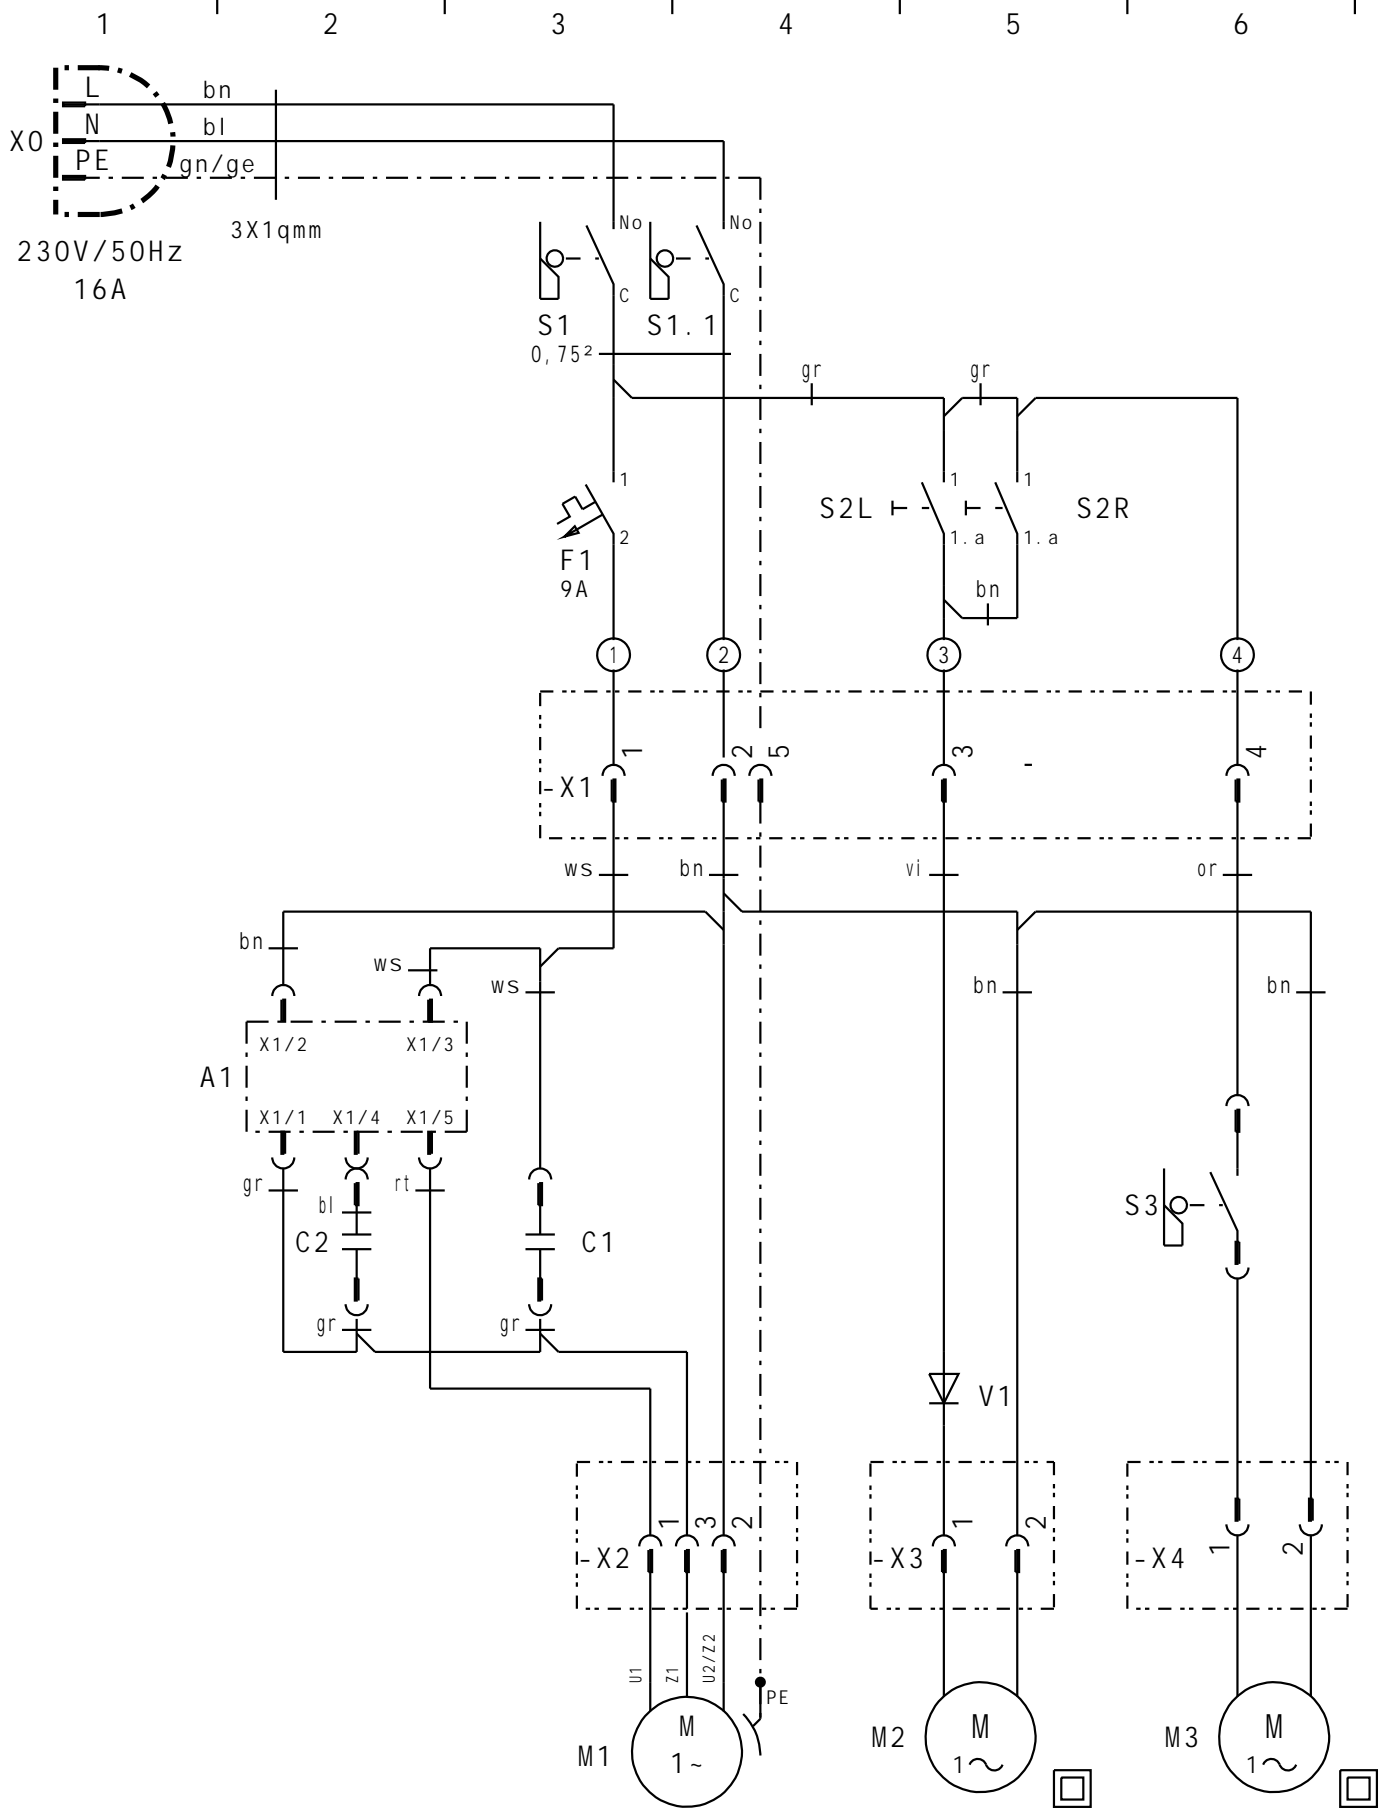 1 2 3 4 5 6
L bn
N bl
X0
PE gn/ge
3X1qmm
230V/50Hz
16A
No No
C C
S1 S1.1
0,75²
gr gr
1 1 1
S2L S2R
2 1.a 1.a
F1
9A
bn
1 2 3 4
1 2 5 3 - 4
-X1
ws bn vi or
bn
ws
ws bn bn
X1/2 X1/3
A1
X1/1 X1/4 X1/5
gr rt
bl
S3
C2 C1
gr gr
V1
1 3 2 1 2
-X2 -X3 -X4 1 2
U1 Z1 U2/Z2
PE
M1 M 1~
M2 M 1~
M3 M 1~